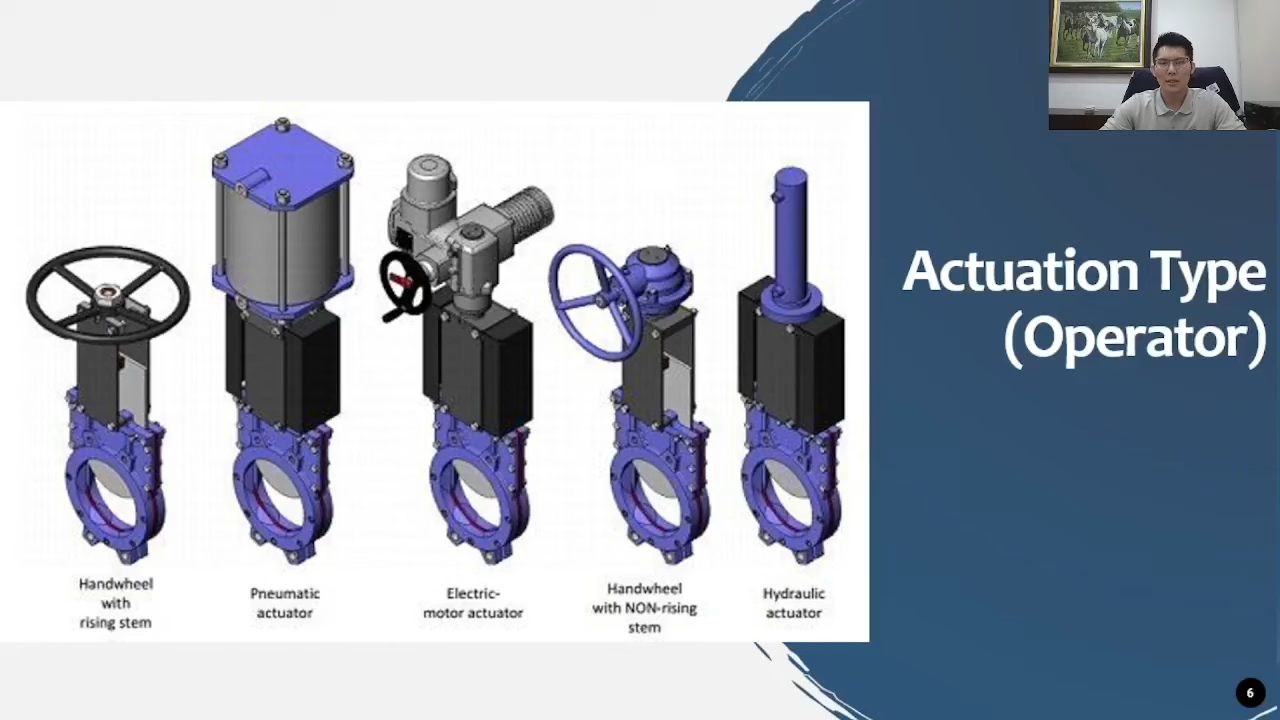 Actuation Type
(Operator)
Handwheel
with
rising stem
Pneumatic
actuator
Electric-
motor actuator
Handwheel
with NON-rising
stem
Hydraulic
actuator
6